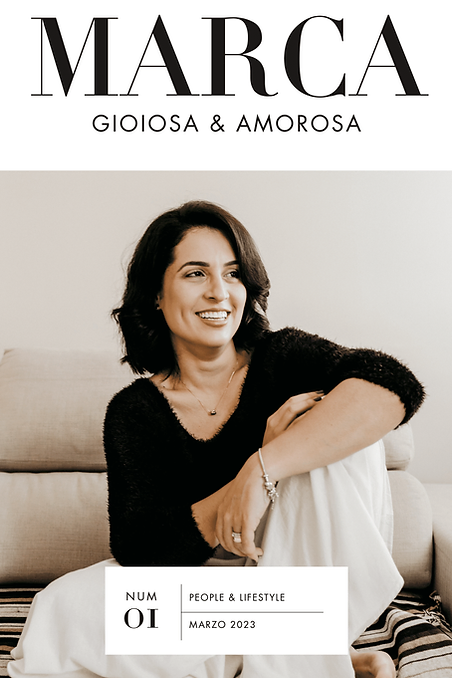 MARCA
GIOIOSA & AMOROSA
NUM
01
PEOPLE & LIFESTYLE
MARZO 2023